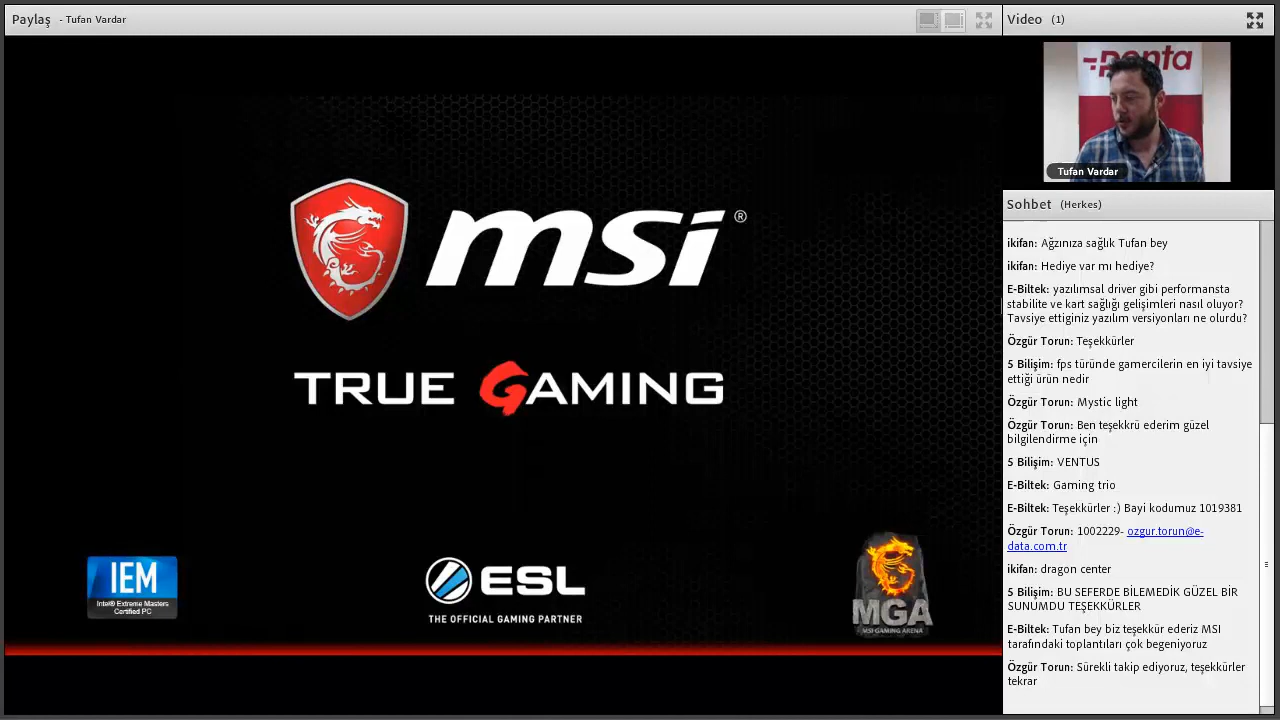 Paylaş - Tufan Vardar
msi®
TRUE GAMING
IEM
Intel® Extreme Masters
Certified PC
ESL
THE OFFICIAL GAMING PARTNER
MGA
MSI GAMING ARENA
Video (1)
penta
Tufan Vardar
Sohbet (Herkes)
ikifan: Ağzınıza sağlık Tufan bey
ikifan: Hediye var mı hediye?
E-Biltek: yazılımsal driver gibi performansta
stabilite ve kart sağlığı gelişimleri nasıl oluyor?
Tavsiye ettiginiz yazılım versiyonları ne olurdu?
Özgür Torun: Teşekkürler
5 Bilişim: fps türünde gamercilerin en iyi tavsiye
ettiği ürün nedir
Özgür Torun: Mystic light
Özgür Torun: Ben teşekkrü ederim güzel
bilgilendirme için
5 Bilişim: VENTUS
E-Biltek: Gaming trio
E-Biltek: Teşekkürler :) Bayi kodumuz 1019381
Özgür Torun: 1002229- ozgur.torun@e-
data.com.tr
ikifan: dragon center
5 Bilişim: BU SEFERDE BİLEMEDİK GÜZEL BİR
SUNUMDU TEŞEKKÜRLER
E-Biltek: Tufan bey biz teşekkür ederiz MSI
tarafındaki toplantıları çok begeniyoruz
Özgür Torun: Sürekli takip ediyoruz, teşekkürler
tekrar